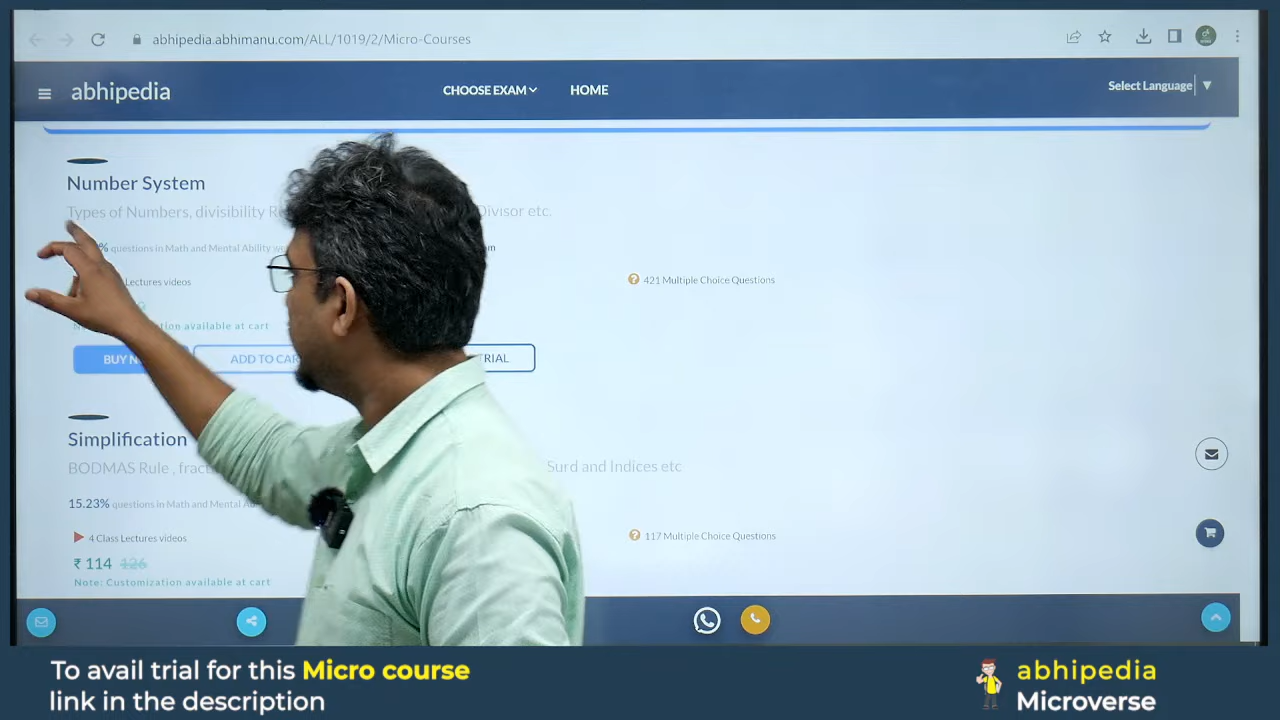 abhipedia.abhimanu.com/ALL/1019/2/Micro-Courses
abhipedia
CHOOSE EXAM
HOME
Select Language
Number System
Types of Numbers, divisibility Divisor etc.
% questions in Math and Mental Ability
Lectures videos
421 Multiple Choice Questions
available at cart
BUY
ADD TO
TRIAL
Simplification
BODMAS Rule , Surd and Indices etc
15.23% questions in Math and Mental
4 Class Lectures videos
117 Multiple Choice Questions
₹ 114 126
Note: Customization available at cart
To avail trial for this Micro course
link in the description
abhipedia
Microverse